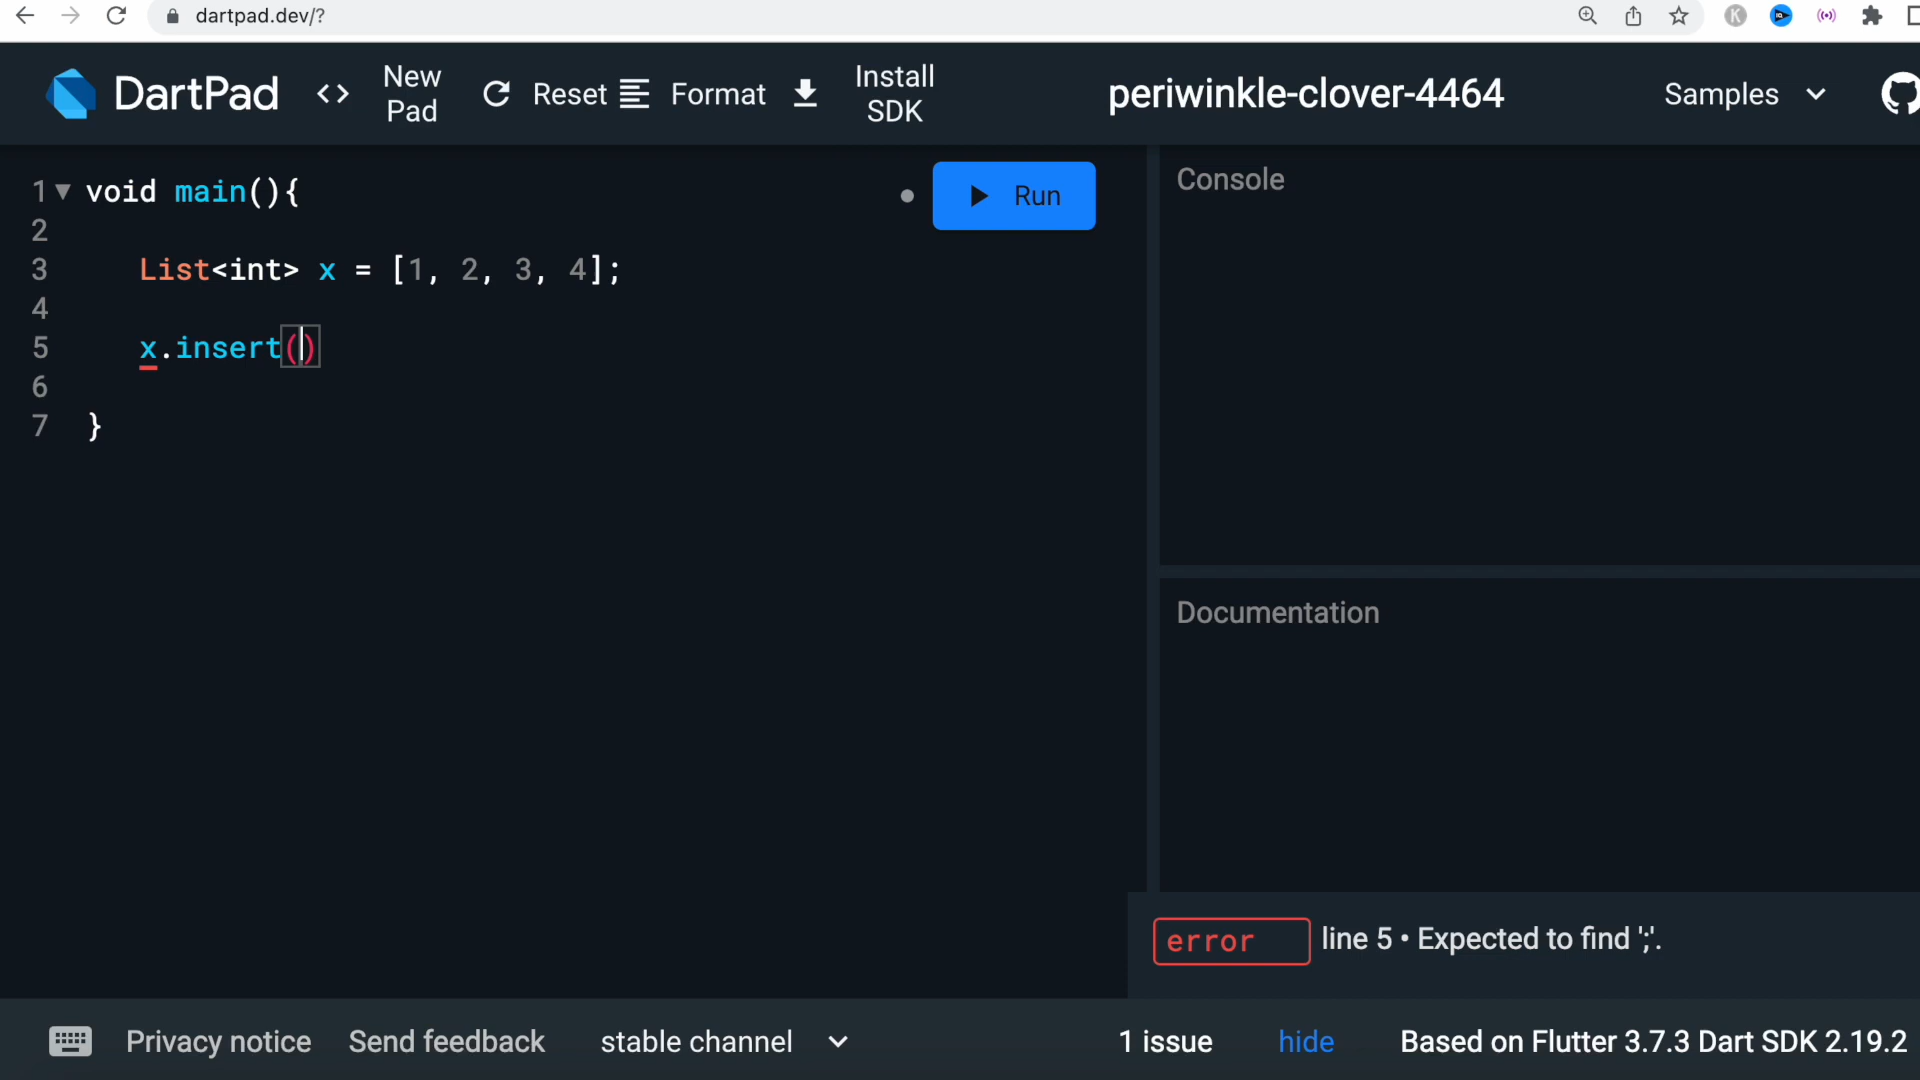 dartpad.dev/?
DartPad
<>
New Pad
Reset
Format
Install SDK
periwinkle-clover-4464
Samples
1 void main(){
2
3 List<int> x = [1, 2, 3, 4];
4
5 x.insert()
6
7 }
Run
Console
Documentation
error line 5 • Expected to find ';'.
Privacy notice
Send feedback
stable channel
1 issue
hide
Based on Flutter 3.7.3 Dart SDK 2.19.2